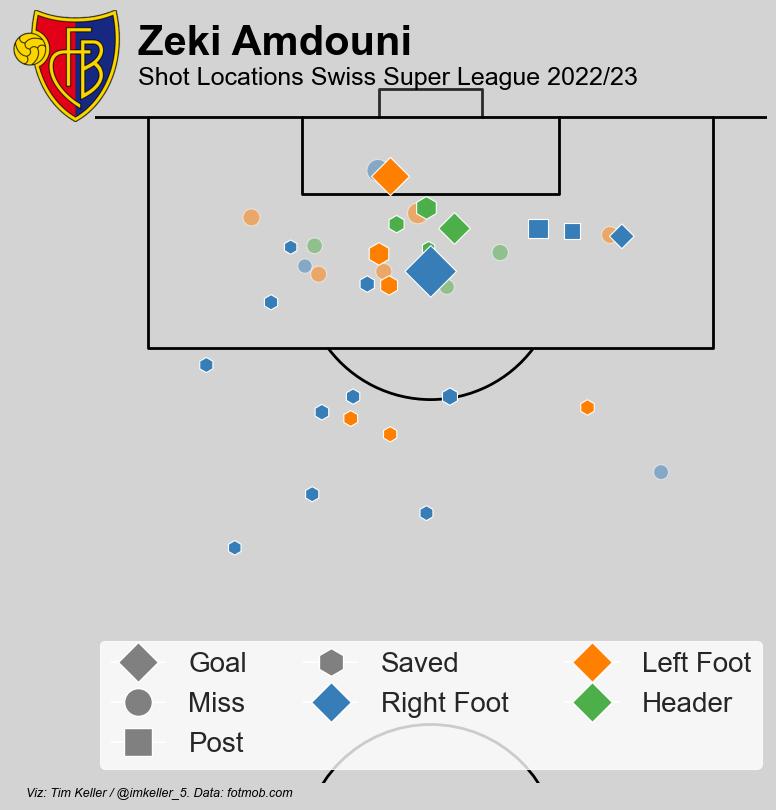 Zeki Amdouni
Shot Locations Swiss Super League 2022/23
FCB
Goal
Saved
Left Foot
Miss
Right Foot
Header
Post
Viz: Tim Keller / @imkeller_5. Data: fotmob.com